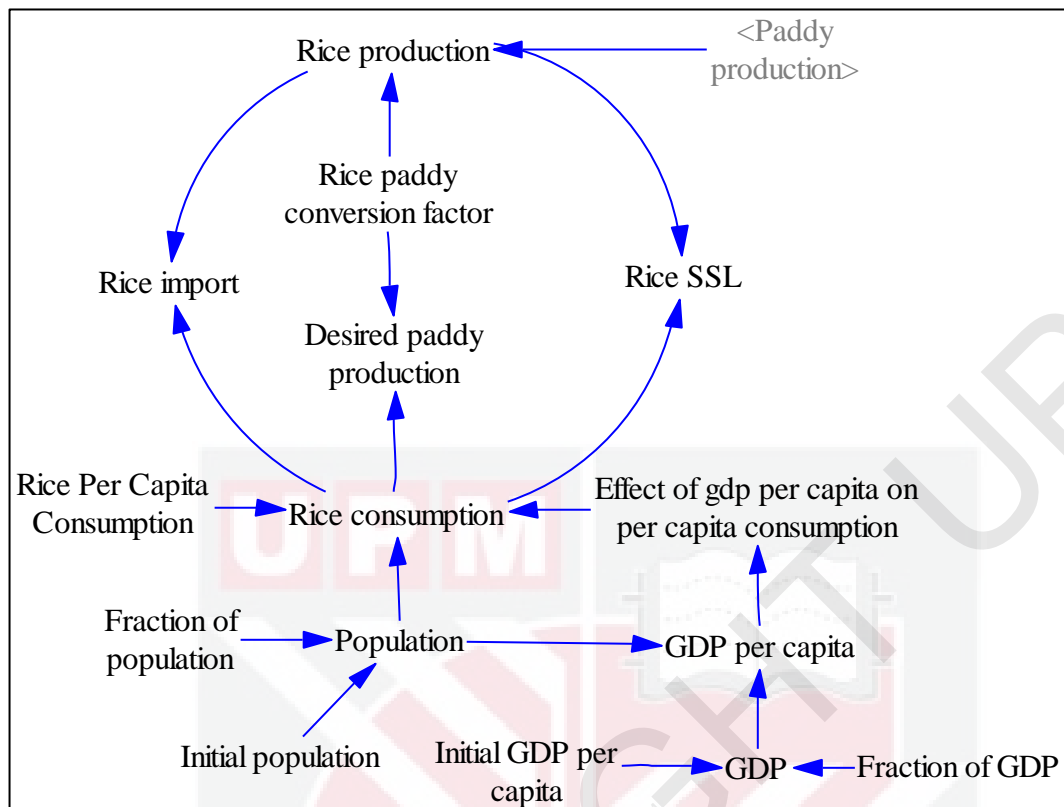 <Paddy
production>
Rice production
Rice paddy
conversion factor
Rice import
Rice SSL
Desired paddy
production
Rice Per Capita
Consumption
Rice consumption
Effect of gdp per capita on
per capita consumption
Fraction of
population
Population
GDP per capita
Initial population
Initial GDP per
capita
GDP
Fraction of GDP
UPM
GHT UP